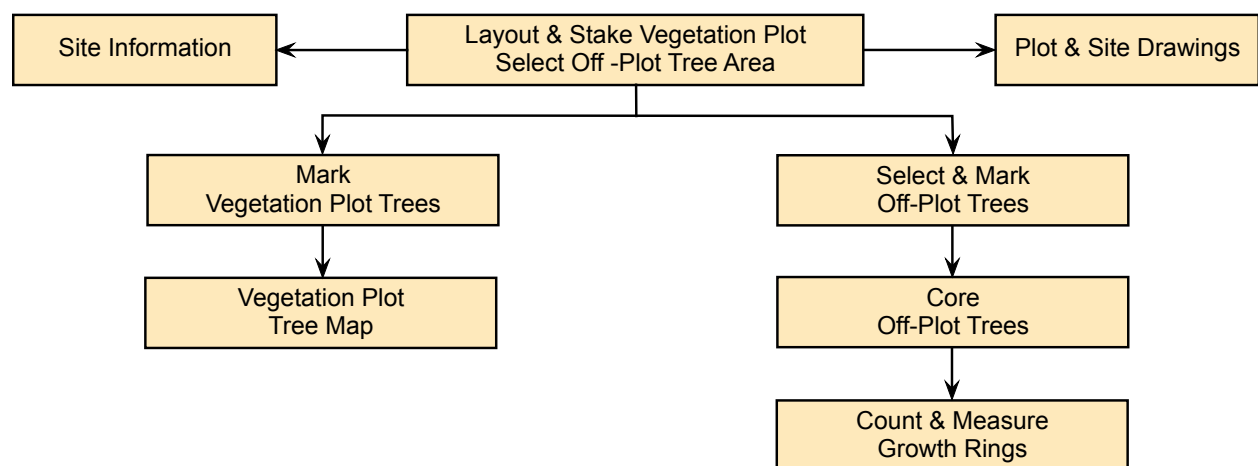 Site Information
Layout & Stake Vegetation Plot
Select Off -Plot Tree Area
Plot & Site Drawings
Mark
Vegetation Plot Trees
Select & Mark
Off-Plot Trees
Vegetation Plot
Tree Map
Core
Off-Plot Trees
Count & Measure
Growth Rings